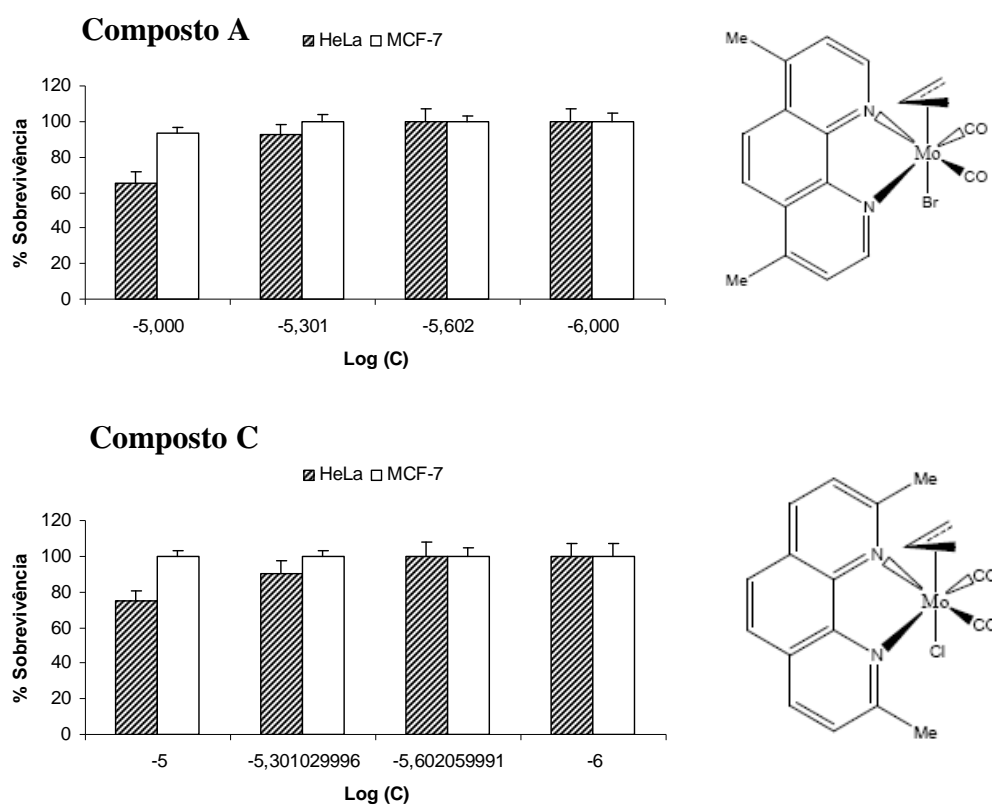 Composto A
HeLa MCF-7
120
100
80
60
40
20
0
% Sobrevivência
-5,000 -5,301 -5,602 -6,000
Log (C)
Me
N
N
Mo
CO
CO
Br
Me
Composto C
HeLa MCF-7
120
100
80
60
40
20
0
% Sobrevivência
-5 -5,301029996 -5,602059991 -6
Log (C)
Me
N
N
Mo
CO
CO
Cl
Me